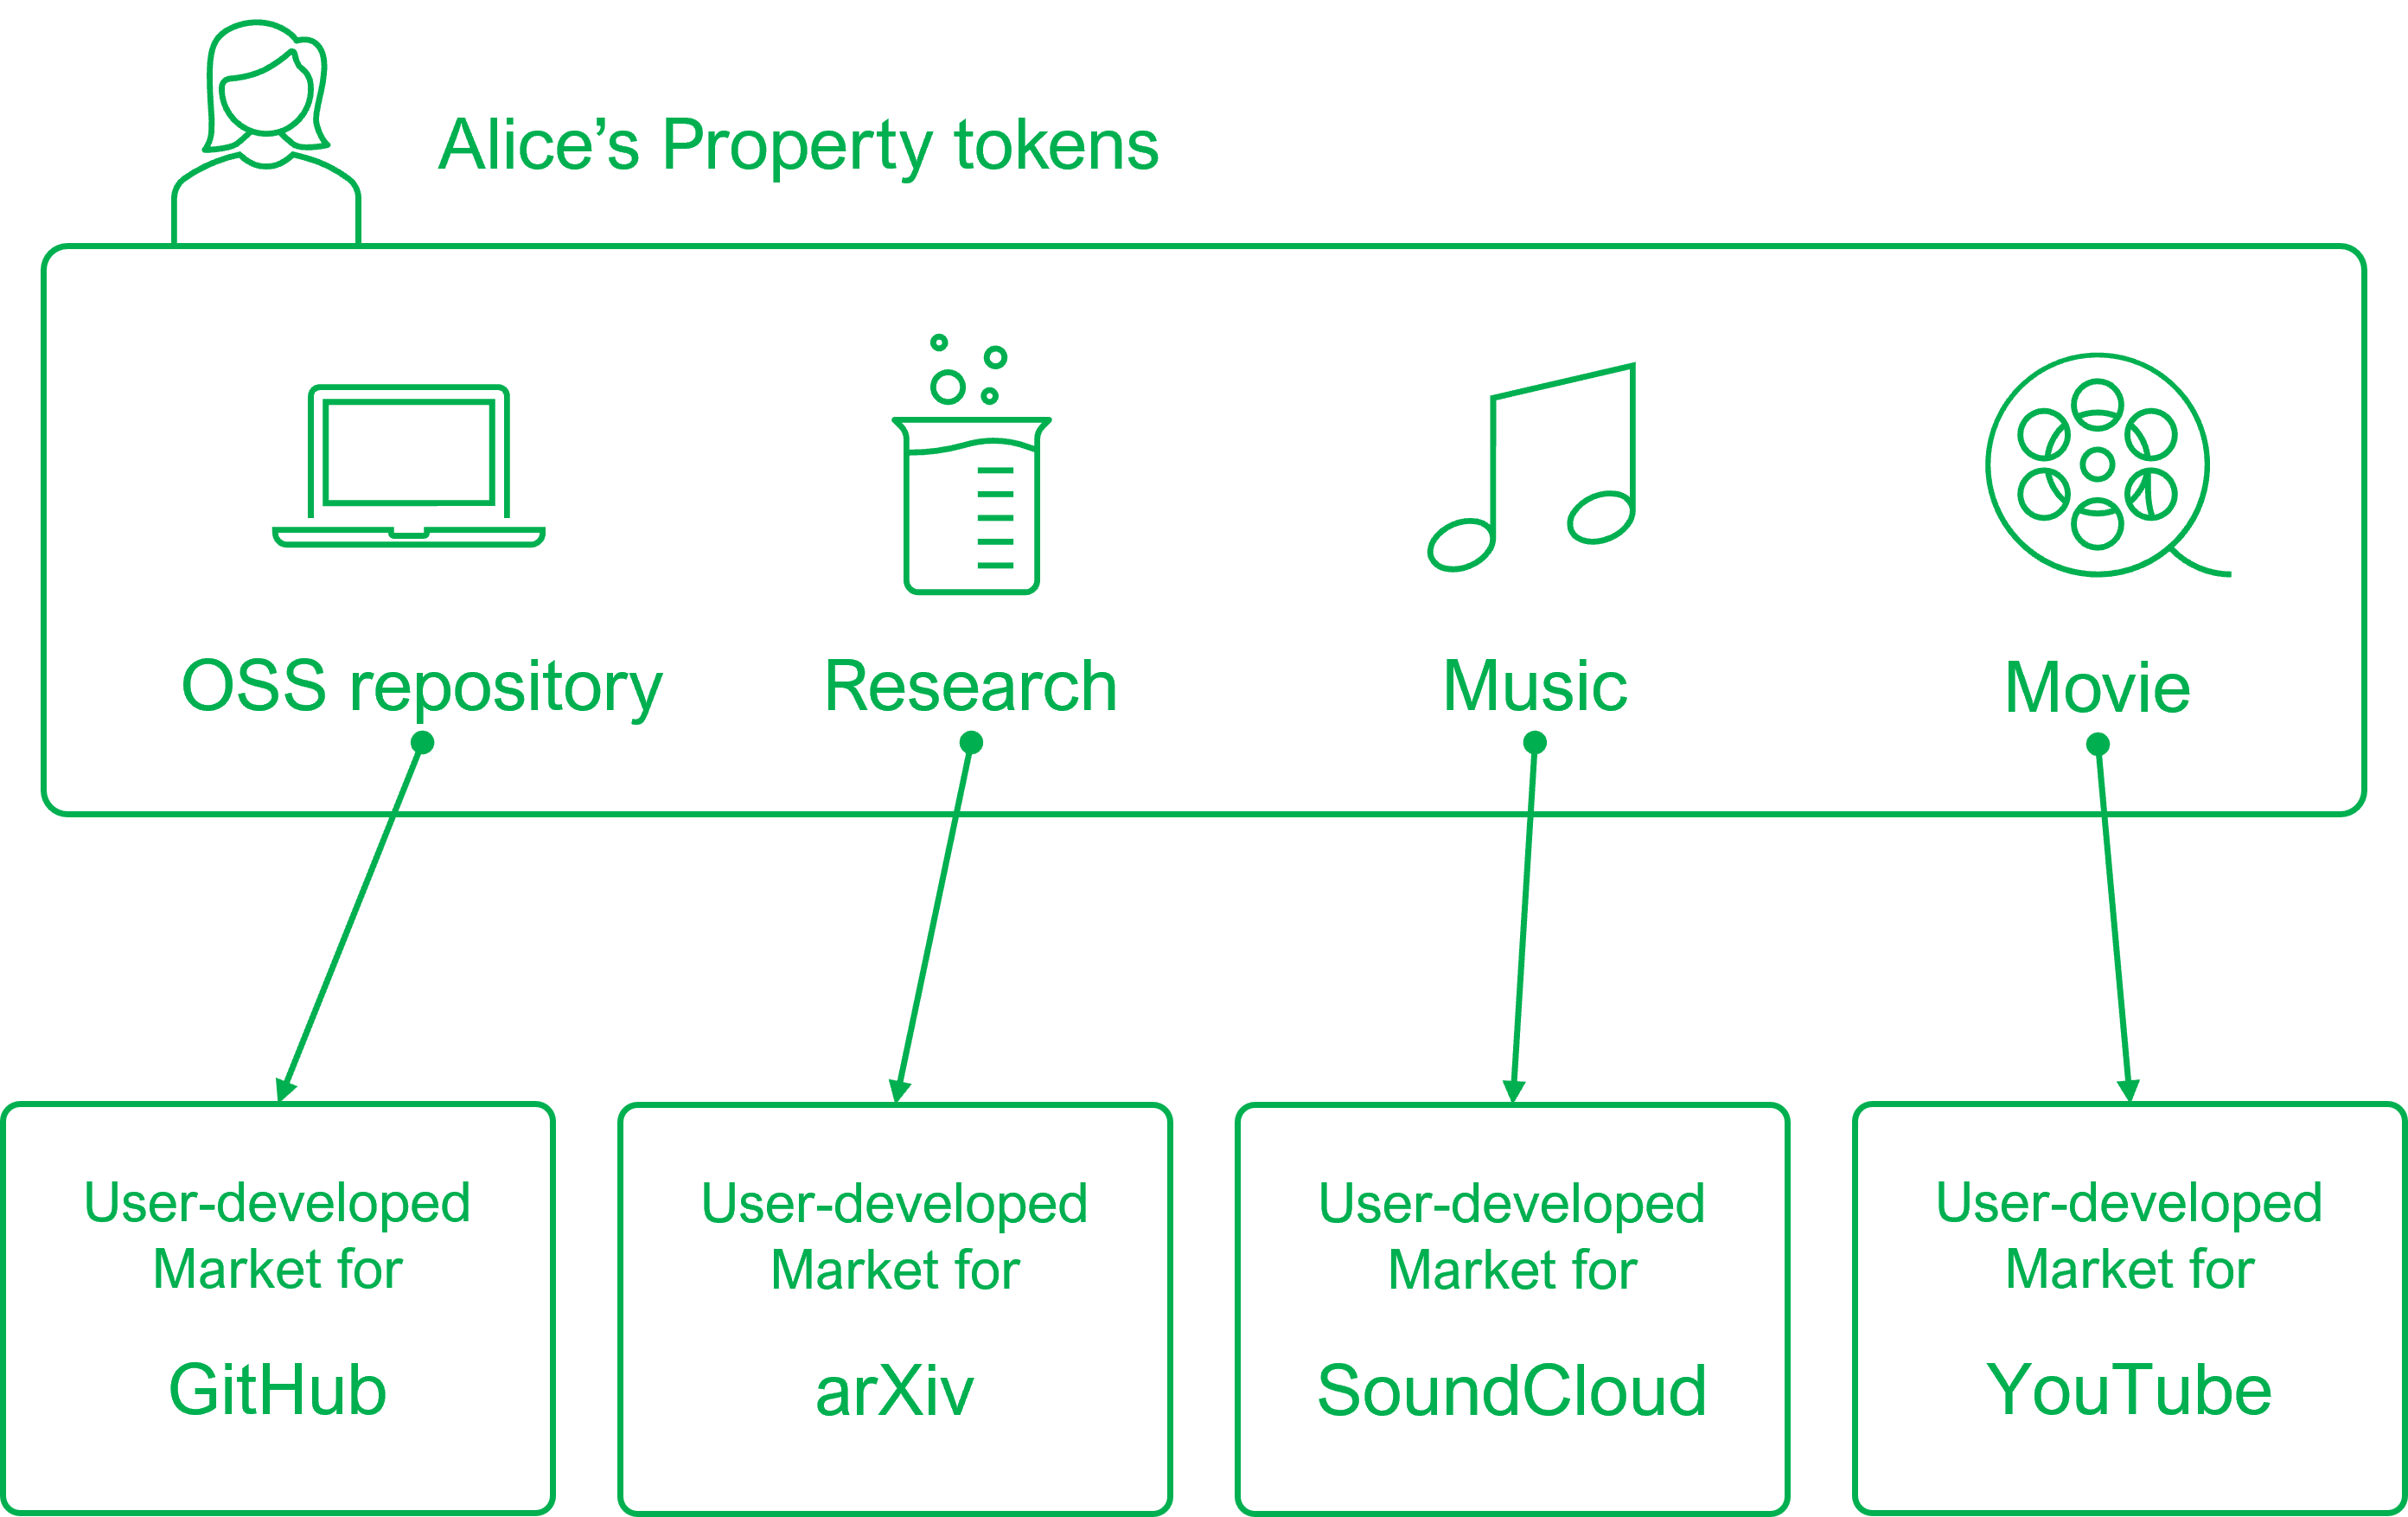 Alice’s Property tokens
OSS repository
Research
Music
Movie
User-developed
Market for
GitHub
User-developed
Market for
arXiv
User-developed
Market for
SoundCloud
User-developed
Market for
YouTube